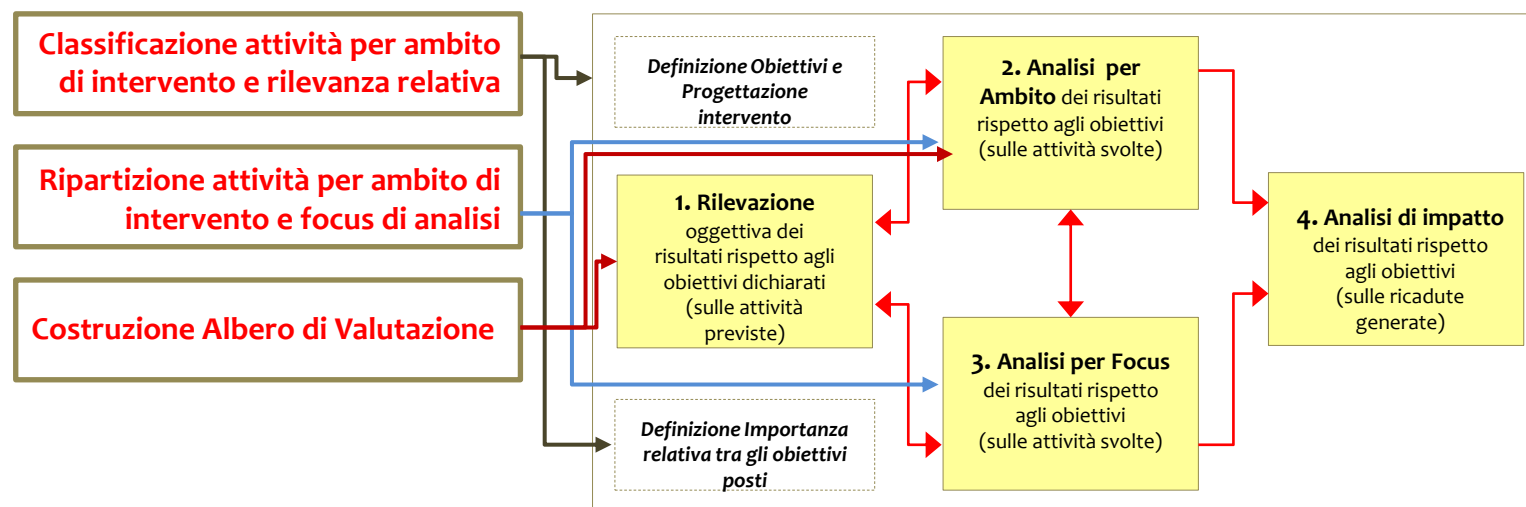 Classificazione attività per ambito
di intervento e rilevanza relativa
Ripartizione attività per ambito di
intervento e focus di analisi
Costruzione Albero di Valutazione
Definizione Obiettivi e
Progettazione
intervento
1. Rilevazione
oggettiva dei
risultati rispetto agli
obiettivi dichiarati
(sulle attività
previste)
Definizione Importanza
relativa tra gli obiettivi
posti
2. Analisi per
Ambito dei risultati
rispetto agli obiettivi
(sulle attività svolte)
3. Analisi per Focus
dei risultati rispetto
agli obiettivi
(sulle attività svolte)
4. Analisi di impatto
dei risultati rispetto
agli obiettivi
(sulle ricadute
generate)